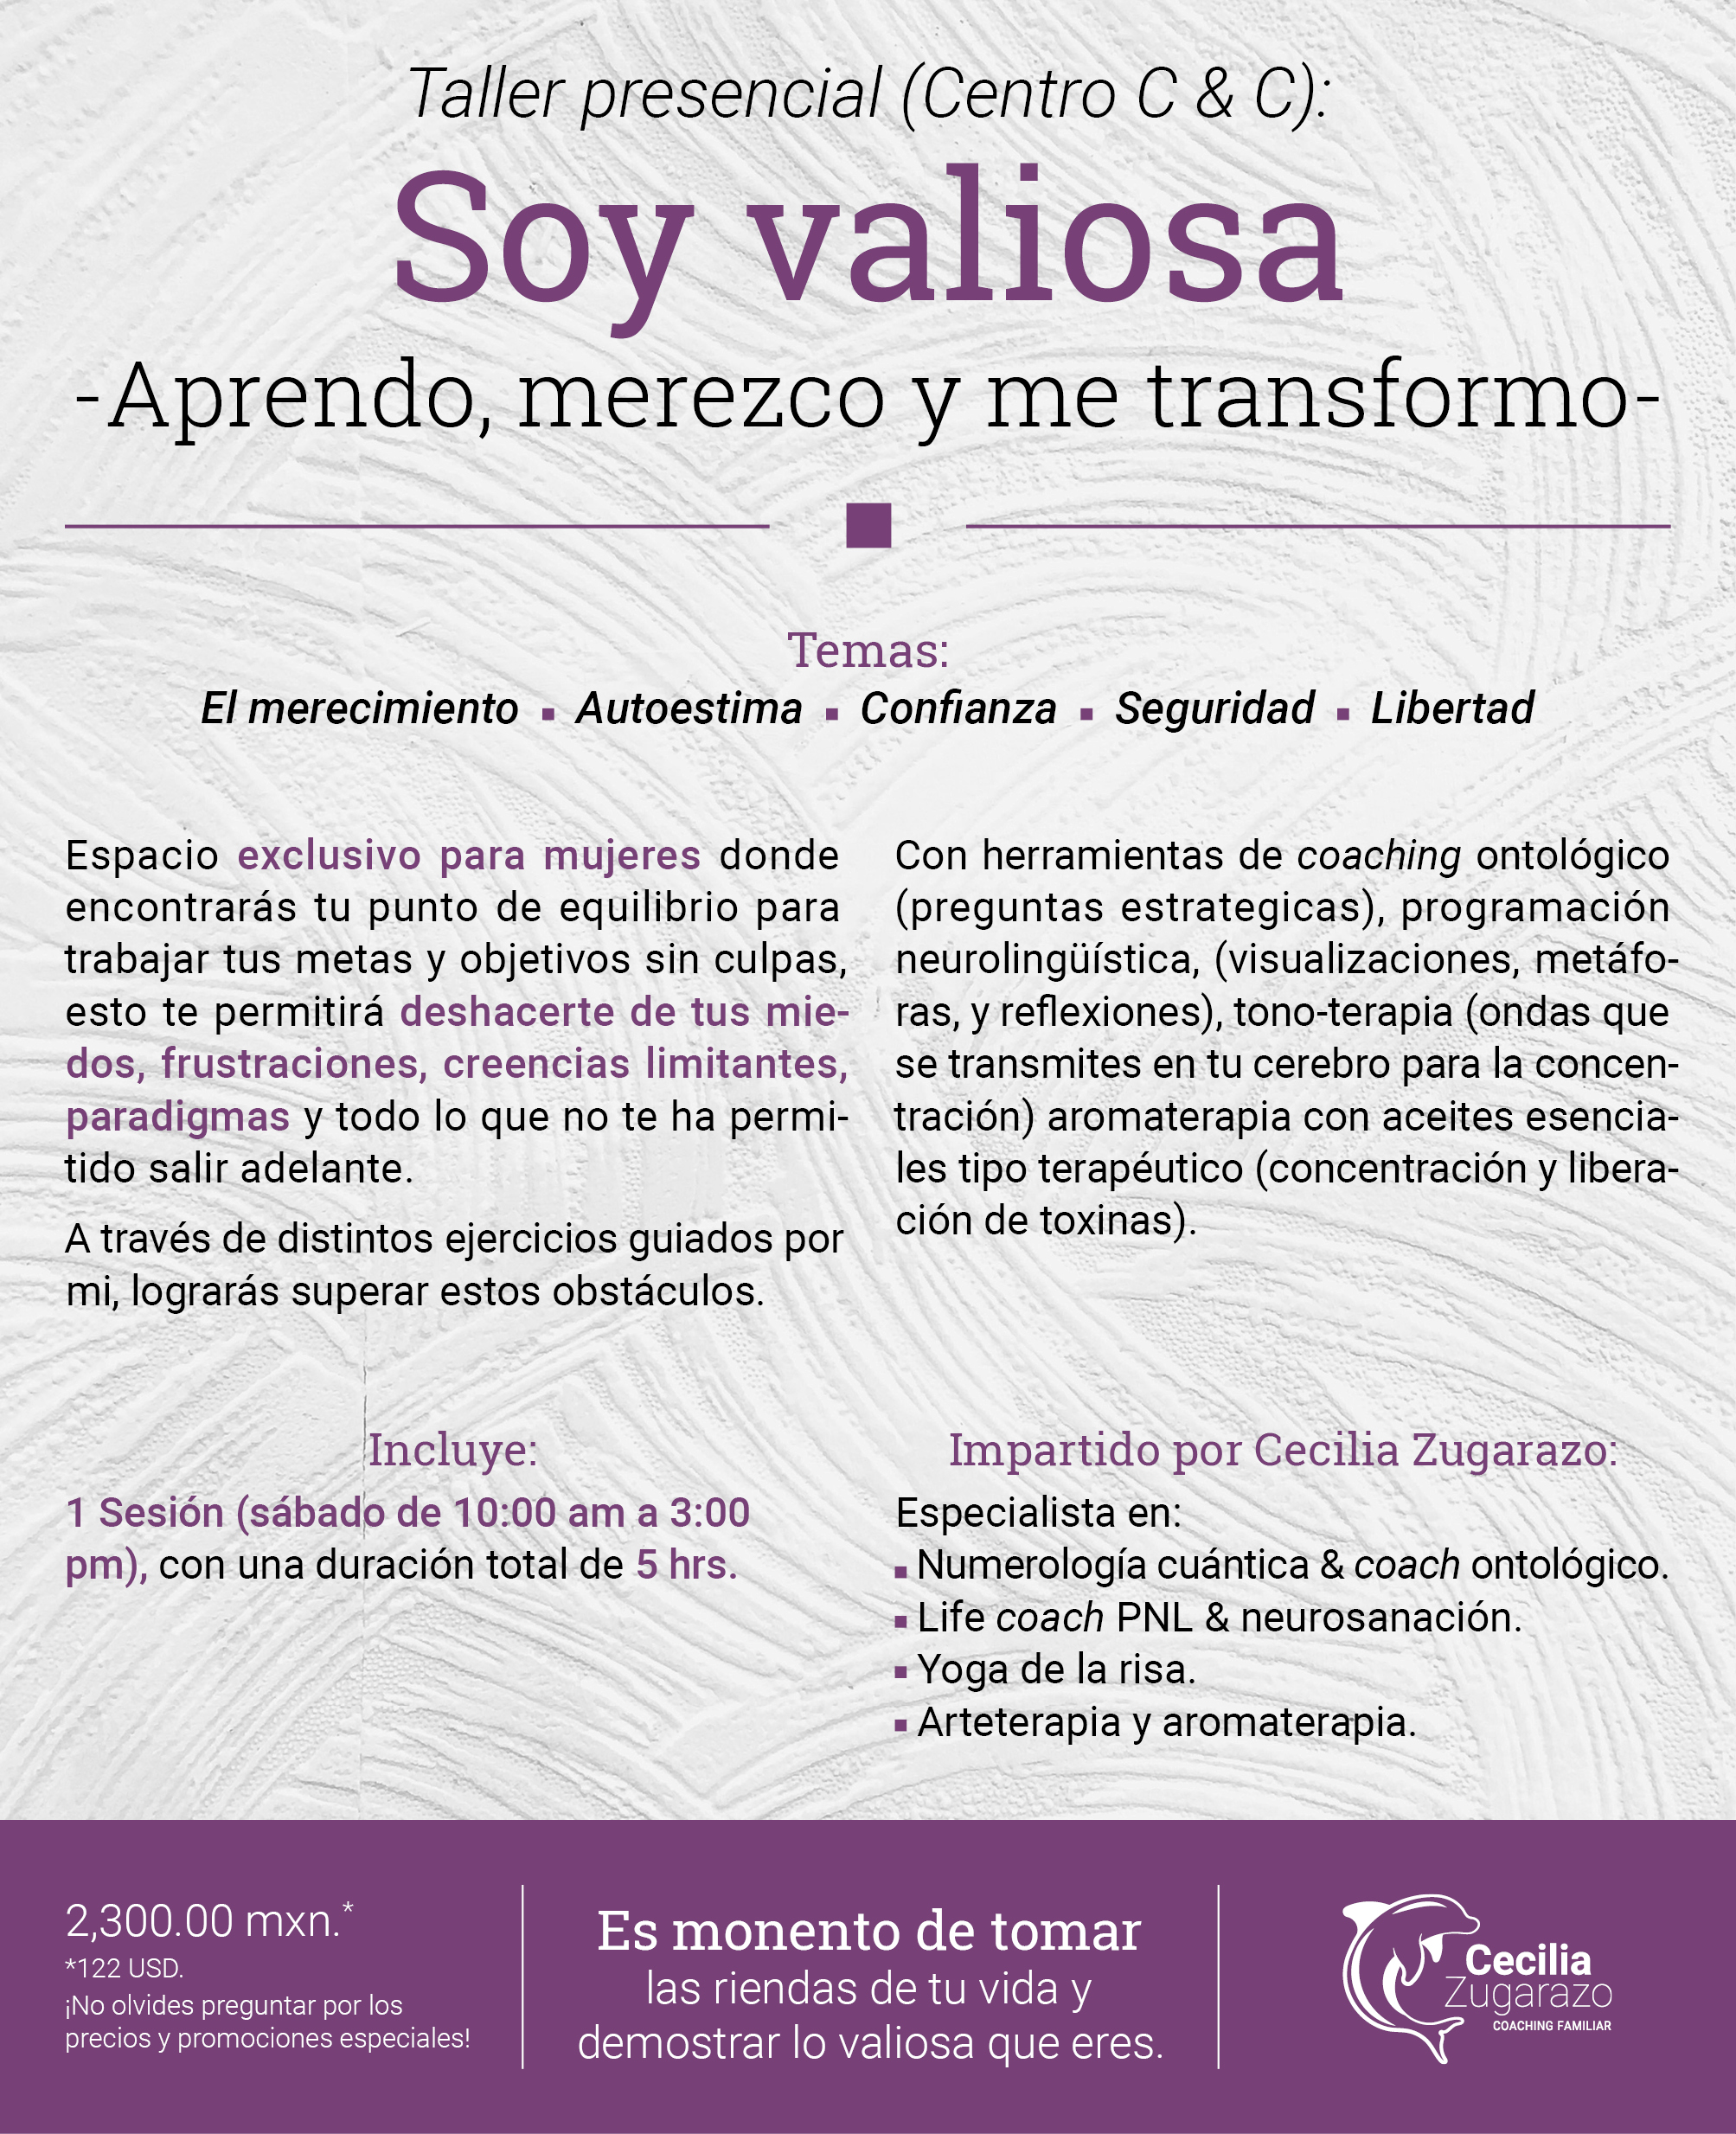 Taller presencial (Centro C & C):
Soy valiosa
-Aprendo, merezco y me transformo-
Temas:
El merecimiento ▪ Autoestima ▪ Confianza ▪ Seguridad ▪ Libertad
Espacio exclusivo para mujeres donde
encontrarás tu punto de equilibrio para
trabajar tus metas y objetivos sin culpas,
esto te permitirá deshacerte de tus mie-
dos, frustraciones, creencias limitantes,
paradigmas y todo lo que no te ha permi-
tido salir adelante.
A través de distintos ejercicios guiados por
mi, lograrás superar estos obstáculos.
Con herramientas de coaching ontológico
(preguntas estrategicas), programación
neurolingüística, (visualizaciones, metáfo-
ras, y reflexiones), tono-terapia (ondas que
se transmites en tu cerebro para la concen-
tración) aromaterapia con aceites esencia-
les tipo terapéutico (concentración y libera-
ción de toxinas).
Incluye:
1 Sesión (sábado de 10:00 am a 3:00
pm), con una duración total de 5 hrs.
Impartido por Cecilia Zugarazo:
Especialista en:
▪ Numerología cuántica & coach ontológico.
▪ Life coach PNL & neurosanación.
▪ Yoga de la risa.
▪ Arteterapia y aromaterapia.
2,300.00 mxn.*
*122 USD.
¡No olvides preguntar por los
precios y promociones especiales!
Es monento de tomar
las riendas de tu vida y
demostrar lo valiosa que eres.
Cecilia
Zugarazo
COACHING FAMILIAR